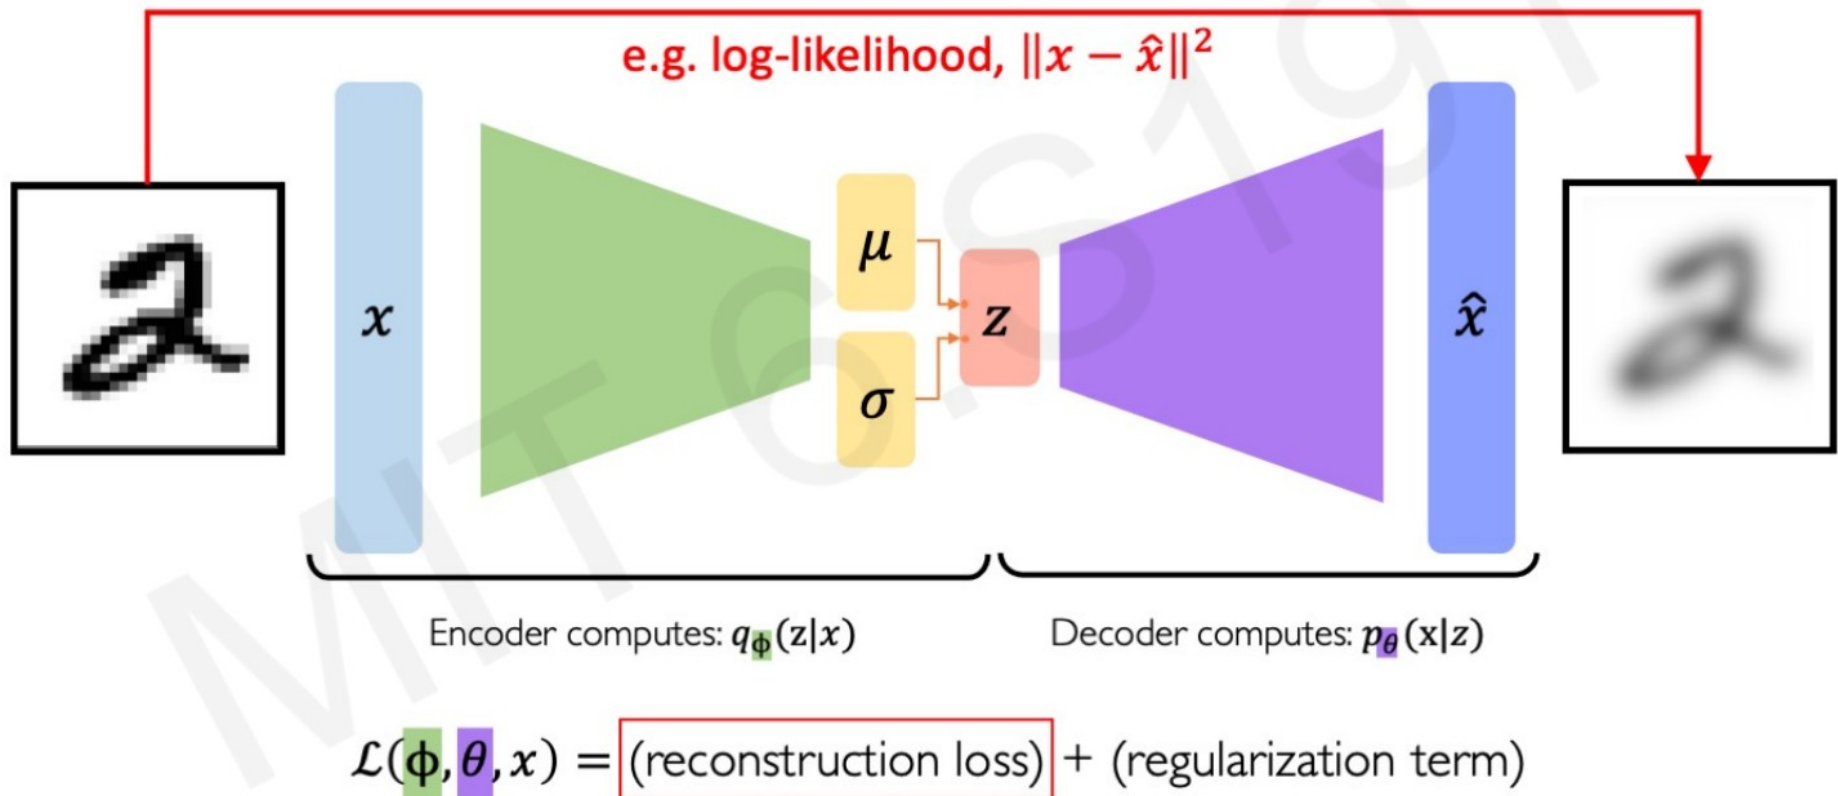 e.g. log-likelihood, ‖x − x̂‖²
x
μ
σ
z
x̂
Encoder computes: qϕ(z|x)
Decoder computes: pθ(x|z)
ℒ(ϕ, θ, x) = (reconstruction loss) + (regularization term)
MIT 6.S191